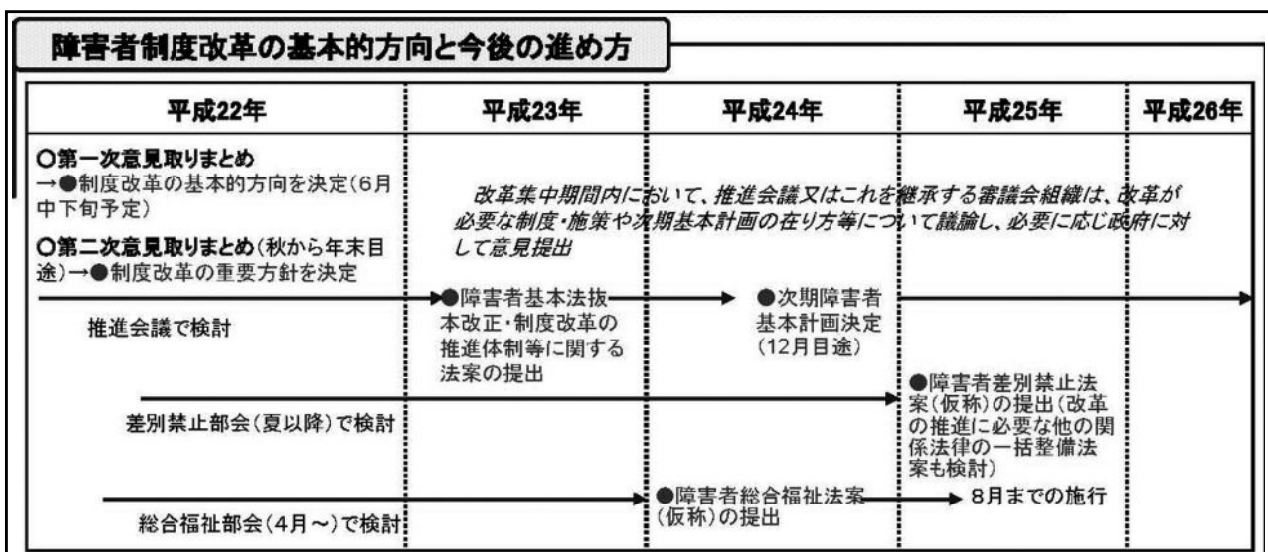 障害者制度改革の基本的方向と今後の進め方
平成22年
平成23年
平成24年
平成25年
平成26年
○第一次意見取りまとめ
→●制度改革の基本的方向を決定(6月
中下旬予定)
○第二次意見取りまとめ(秋から年末目
途)→●制度改革の重要方針を決定
改革集中期間内において、推進会議又はこれを継承する審議会組織は、改革が
必要な制度・施策や次期基本計画の在り方等について議論し、必要に応じ政府に対
して意見提出
推進会議で検討
●障害者基本法抜
本改正・制度改革の
推進体制等に関する
法案の提出
●次期障害者
基本計画決定
(12月目途)
差別禁止部会(夏以降)で検討
●障害者差別禁止法
案(仮称)の提出(改革
の推進に必要な他の関
係法律の一括整備法
案も検討)
総合福祉部会(4月~)で検討
●障害者総合福祉法案
(仮称)の提出
8月までの施行